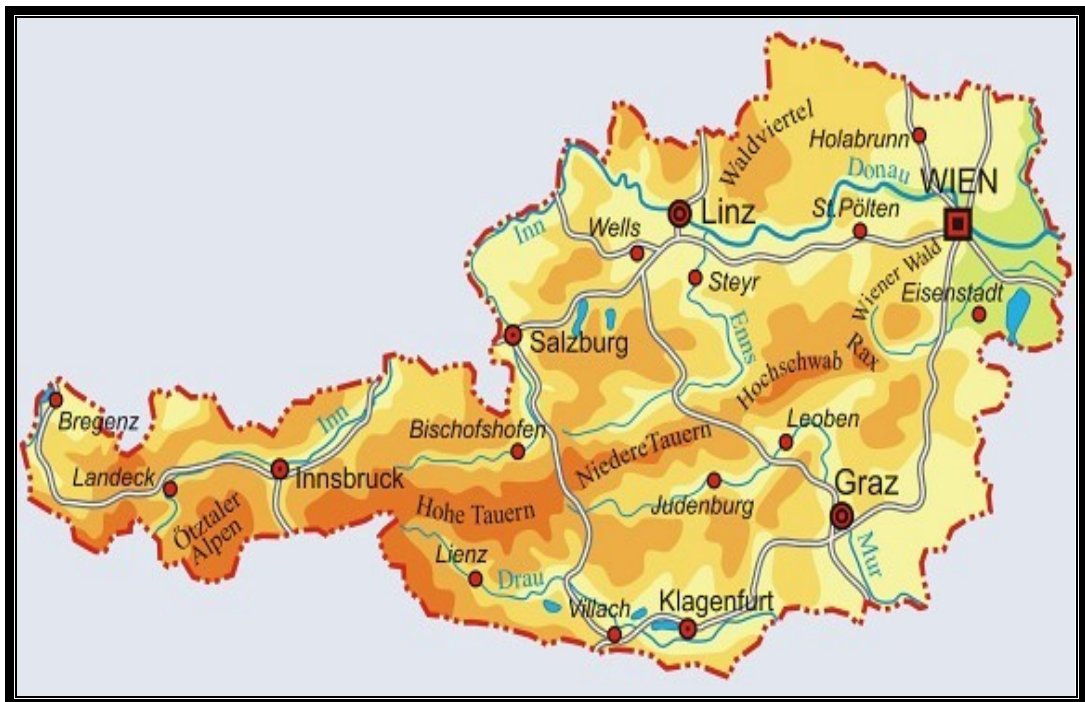 Waldviertel
Holabrunn
Donau
WIEN
Linz
St.Pölten
Inn
Wells
Wiener Wald
Steyr
Eisenstadt
Enns
Salzburg
Rax
Hochschwab
Bregenz
Inn
Bischofshofen
Leoben
Niedere Tauern
Landeck
Innsbruck
Graz
Judenburg
Hohe Tauern
Ötztaler
Alpen
Mur
Lienz
Drau
Villach
Klagenfurt